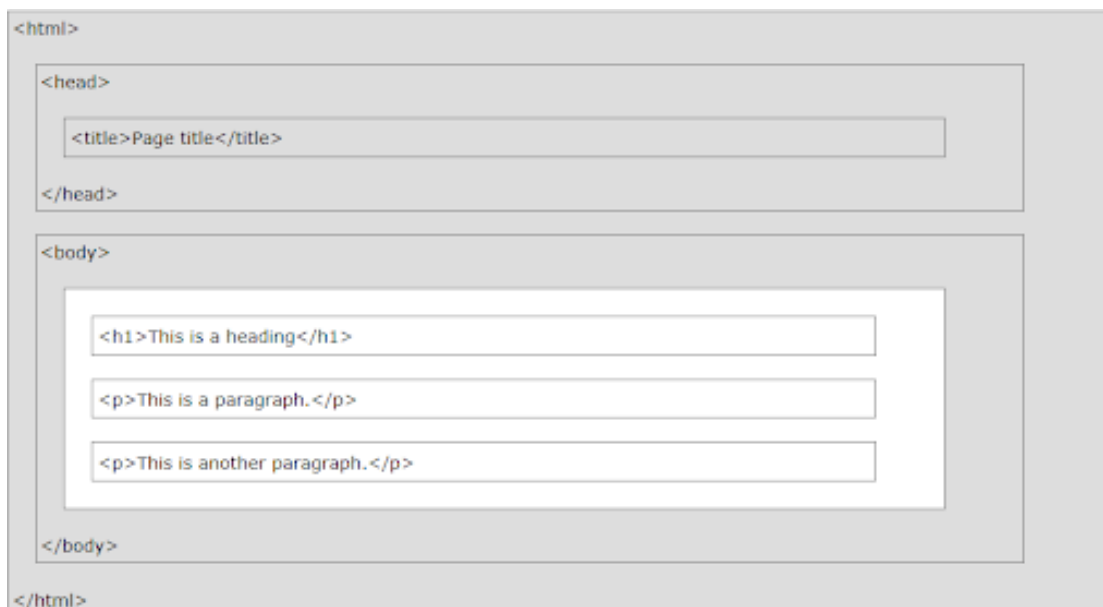 <html>
<head>
<title>Page title</title>
</head>
<body>
<h1>This is a heading</h1>
<p>This is a paragraph.</p>
<p>This is another paragraph.</p>
</body>
</html>